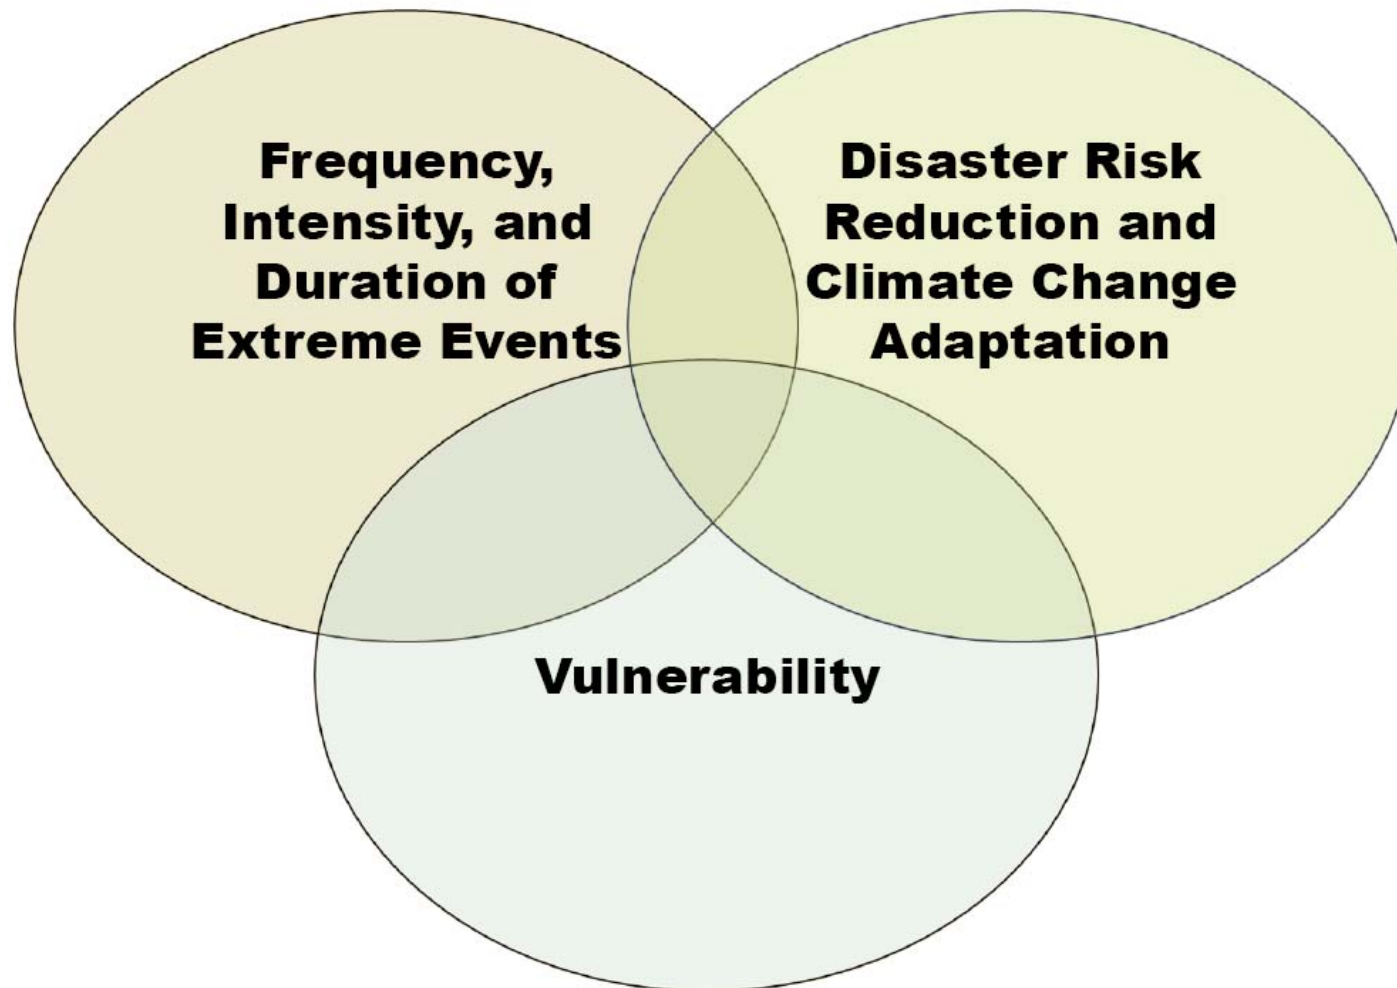 Frequency,
Intensity, and
Duration of
Extreme Events
Disaster Risk
Reduction and
Climate Change
Adaptation
Vulnerability